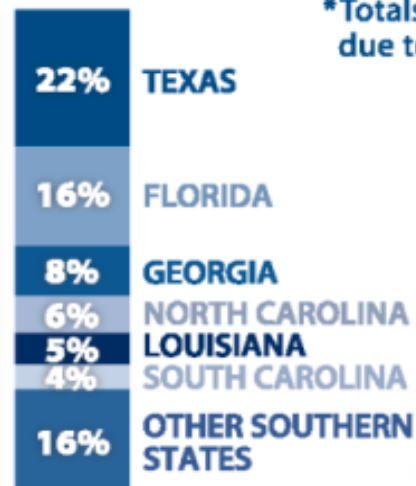 *Totals
due t
22% TEXAS
16% FLORIDA
8% GEORGIA
6% NORTH CAROLINA
5% LOUISIANA
4% SOUTH CAROLINA
16% OTHER SOUTHERN
STATES